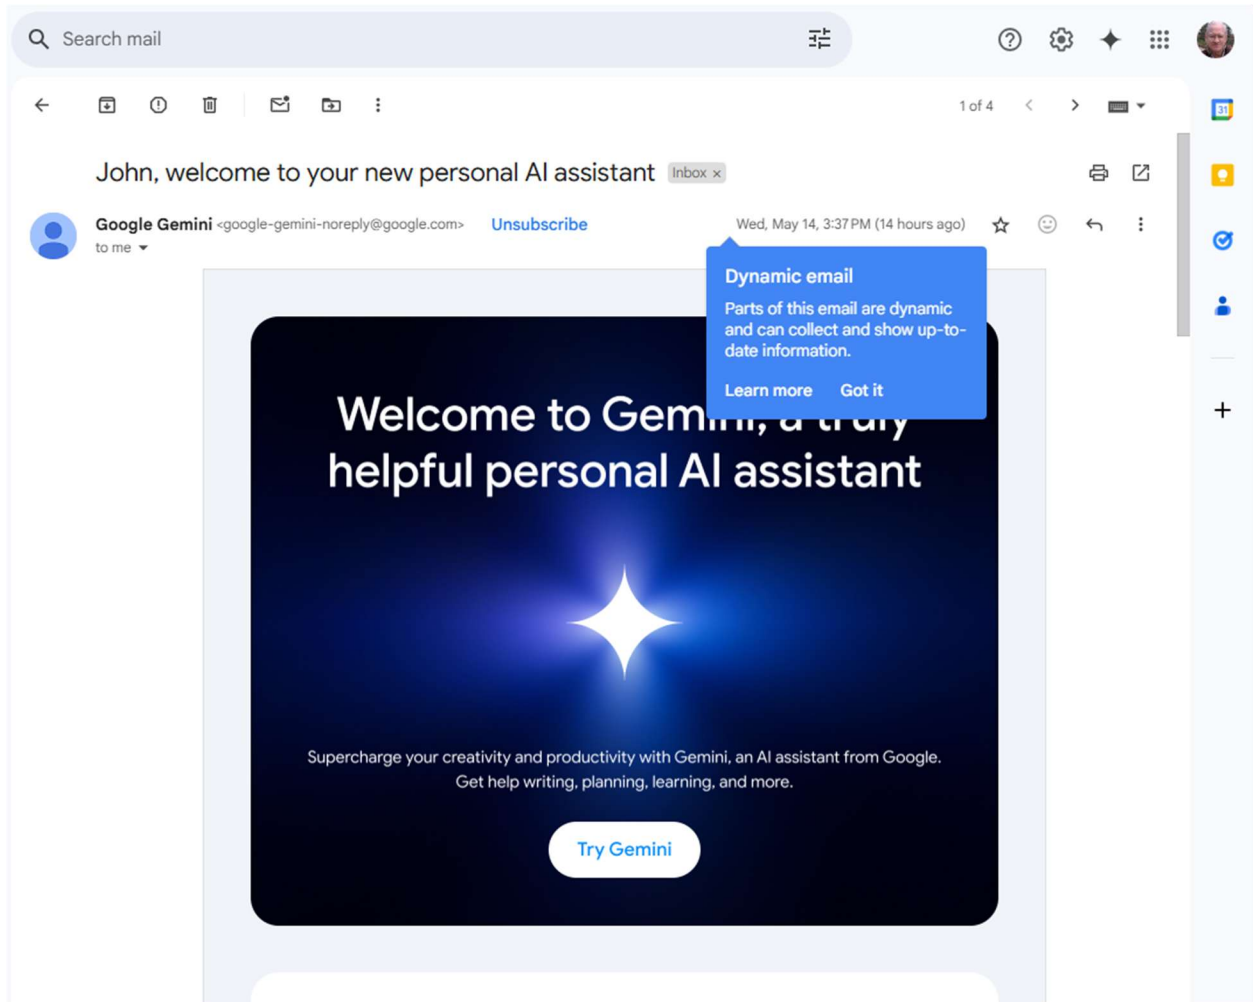 Search mail
1 of 4
31
John, welcome to your new personal AI assistant Inbox ×
Google Gemini <google-gemini-noreply@google.com> Unsubscribe Wed, May 14, 3:37 PM (14 hours ago)
to me
Dynamic email
Parts of this email are dynamic
and can collect and show up-to-
date information.
Learn more Got it
Welcome to Gemini, a truly
helpful personal AI assistant
Supercharge your creativity and productivity with Gemini, an AI assistant from Google.
Get help writing, planning, learning, and more.
Try Gemini